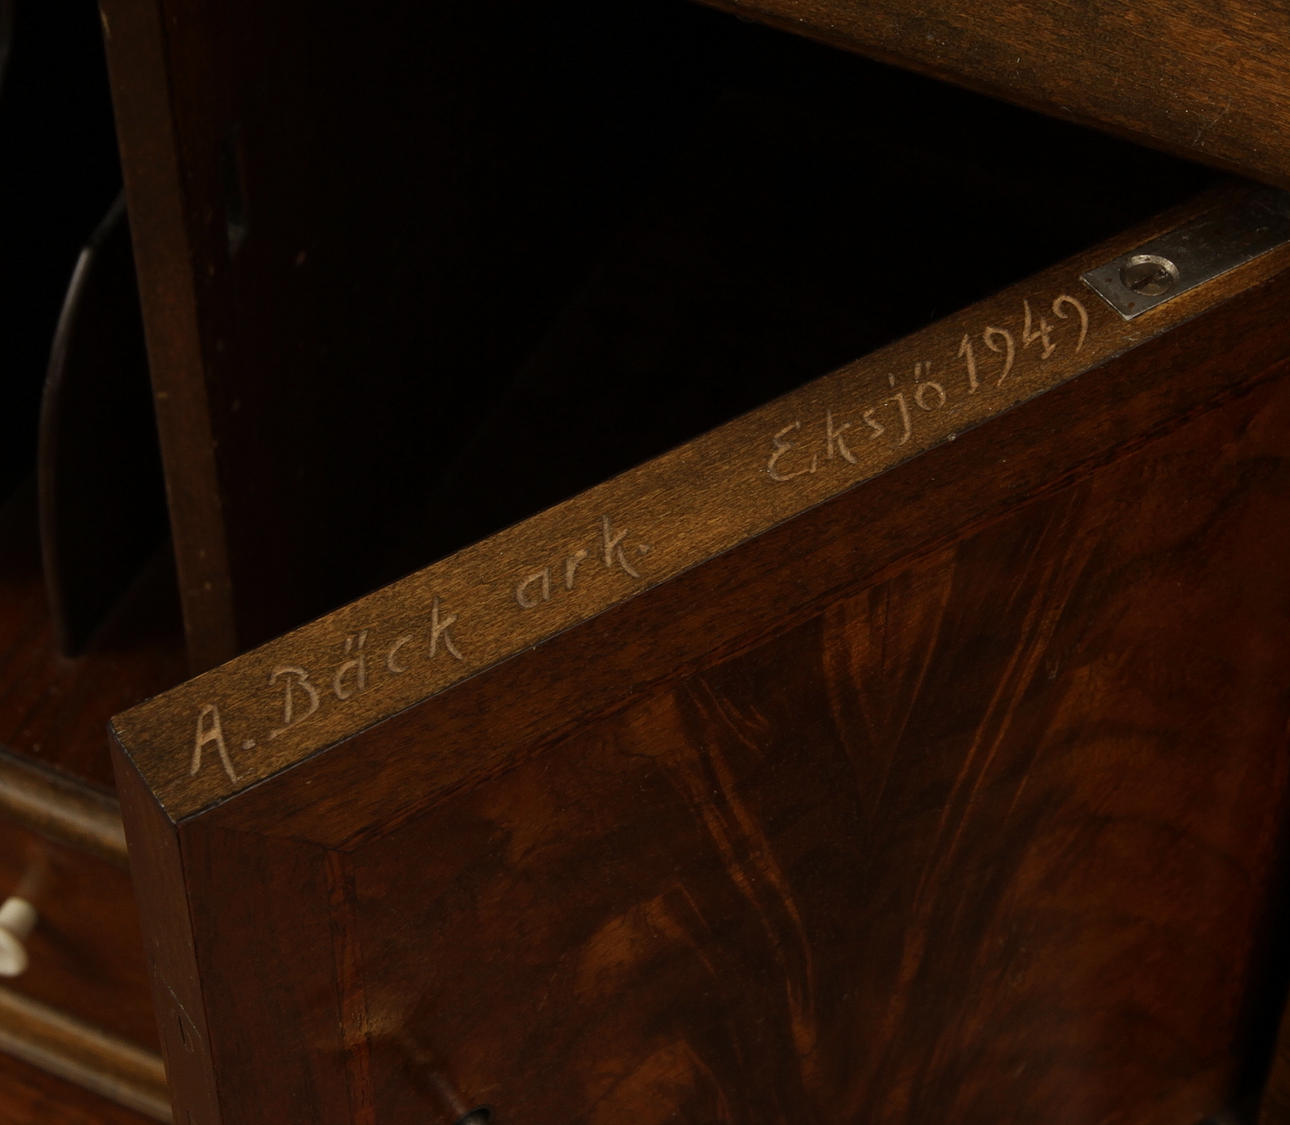 A. Bäck ark. Eksjö 1949